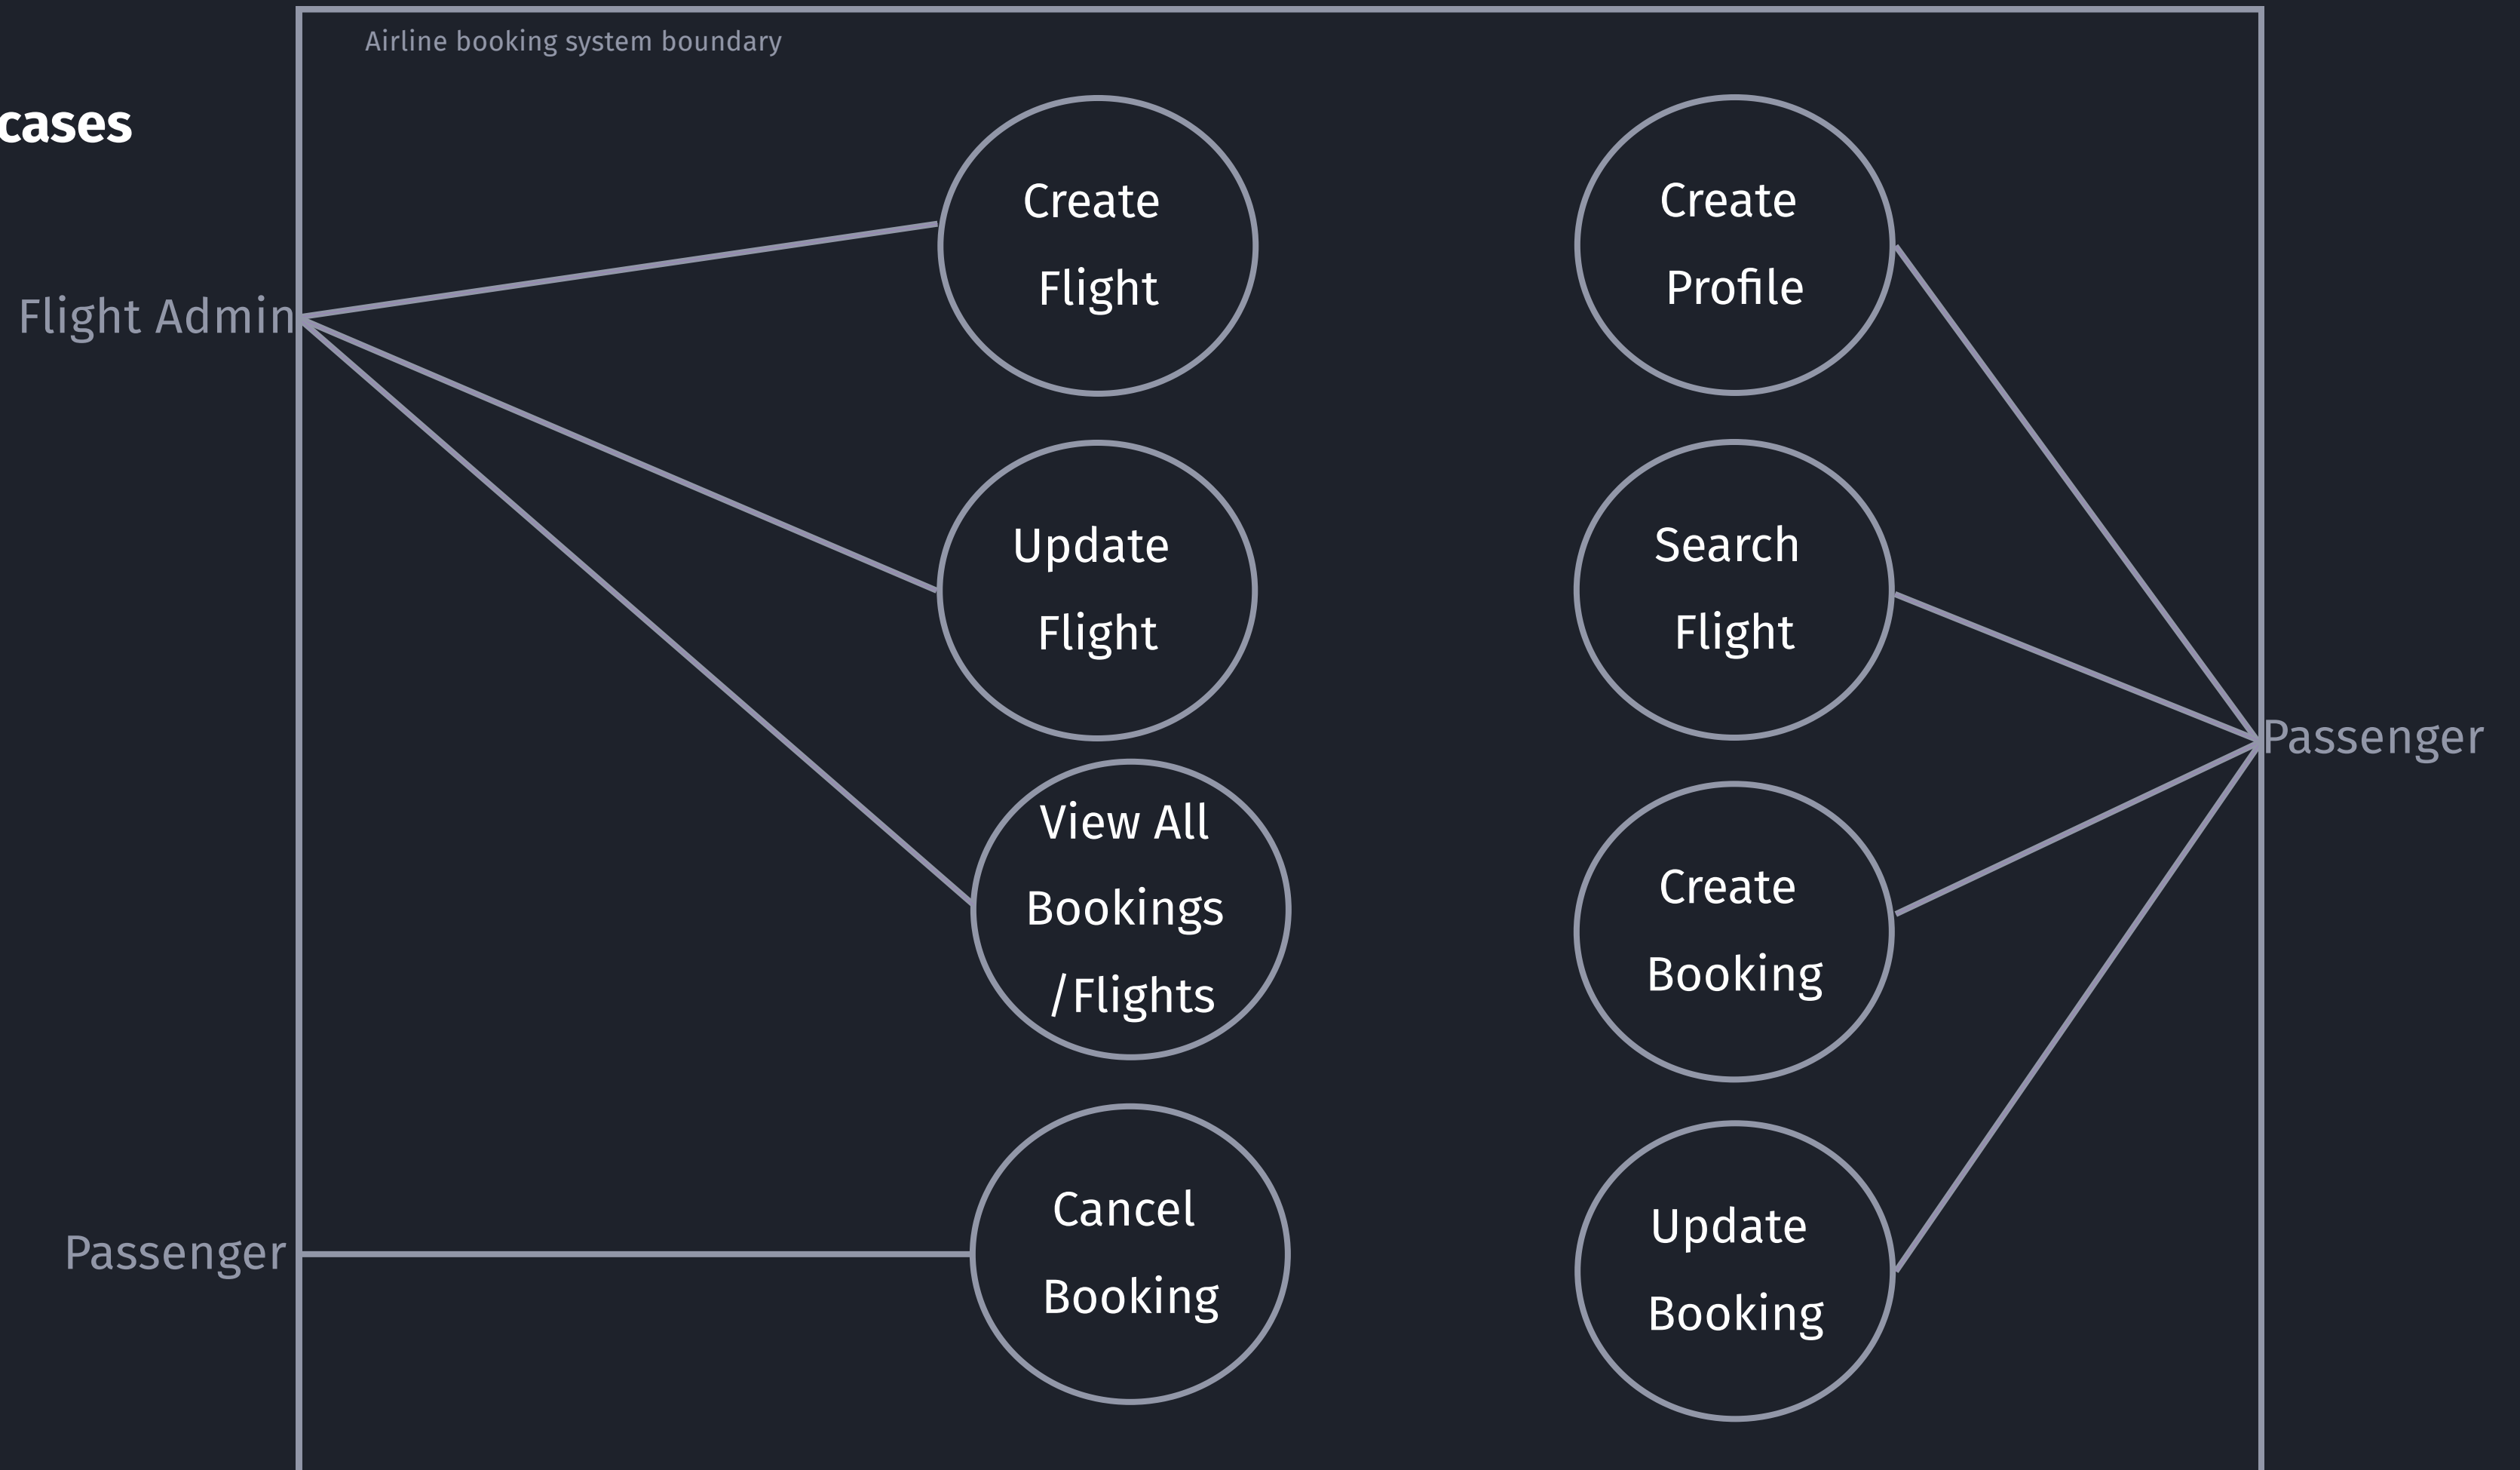 Airline booking system boundary
cases
Flight Admin
Create
Flight
Update
Flight
View All
Bookings
/Flights
Passenger
Cancel
Booking
Create
Profile
Search
Flight
Create
Booking
Update
Booking
Passenger